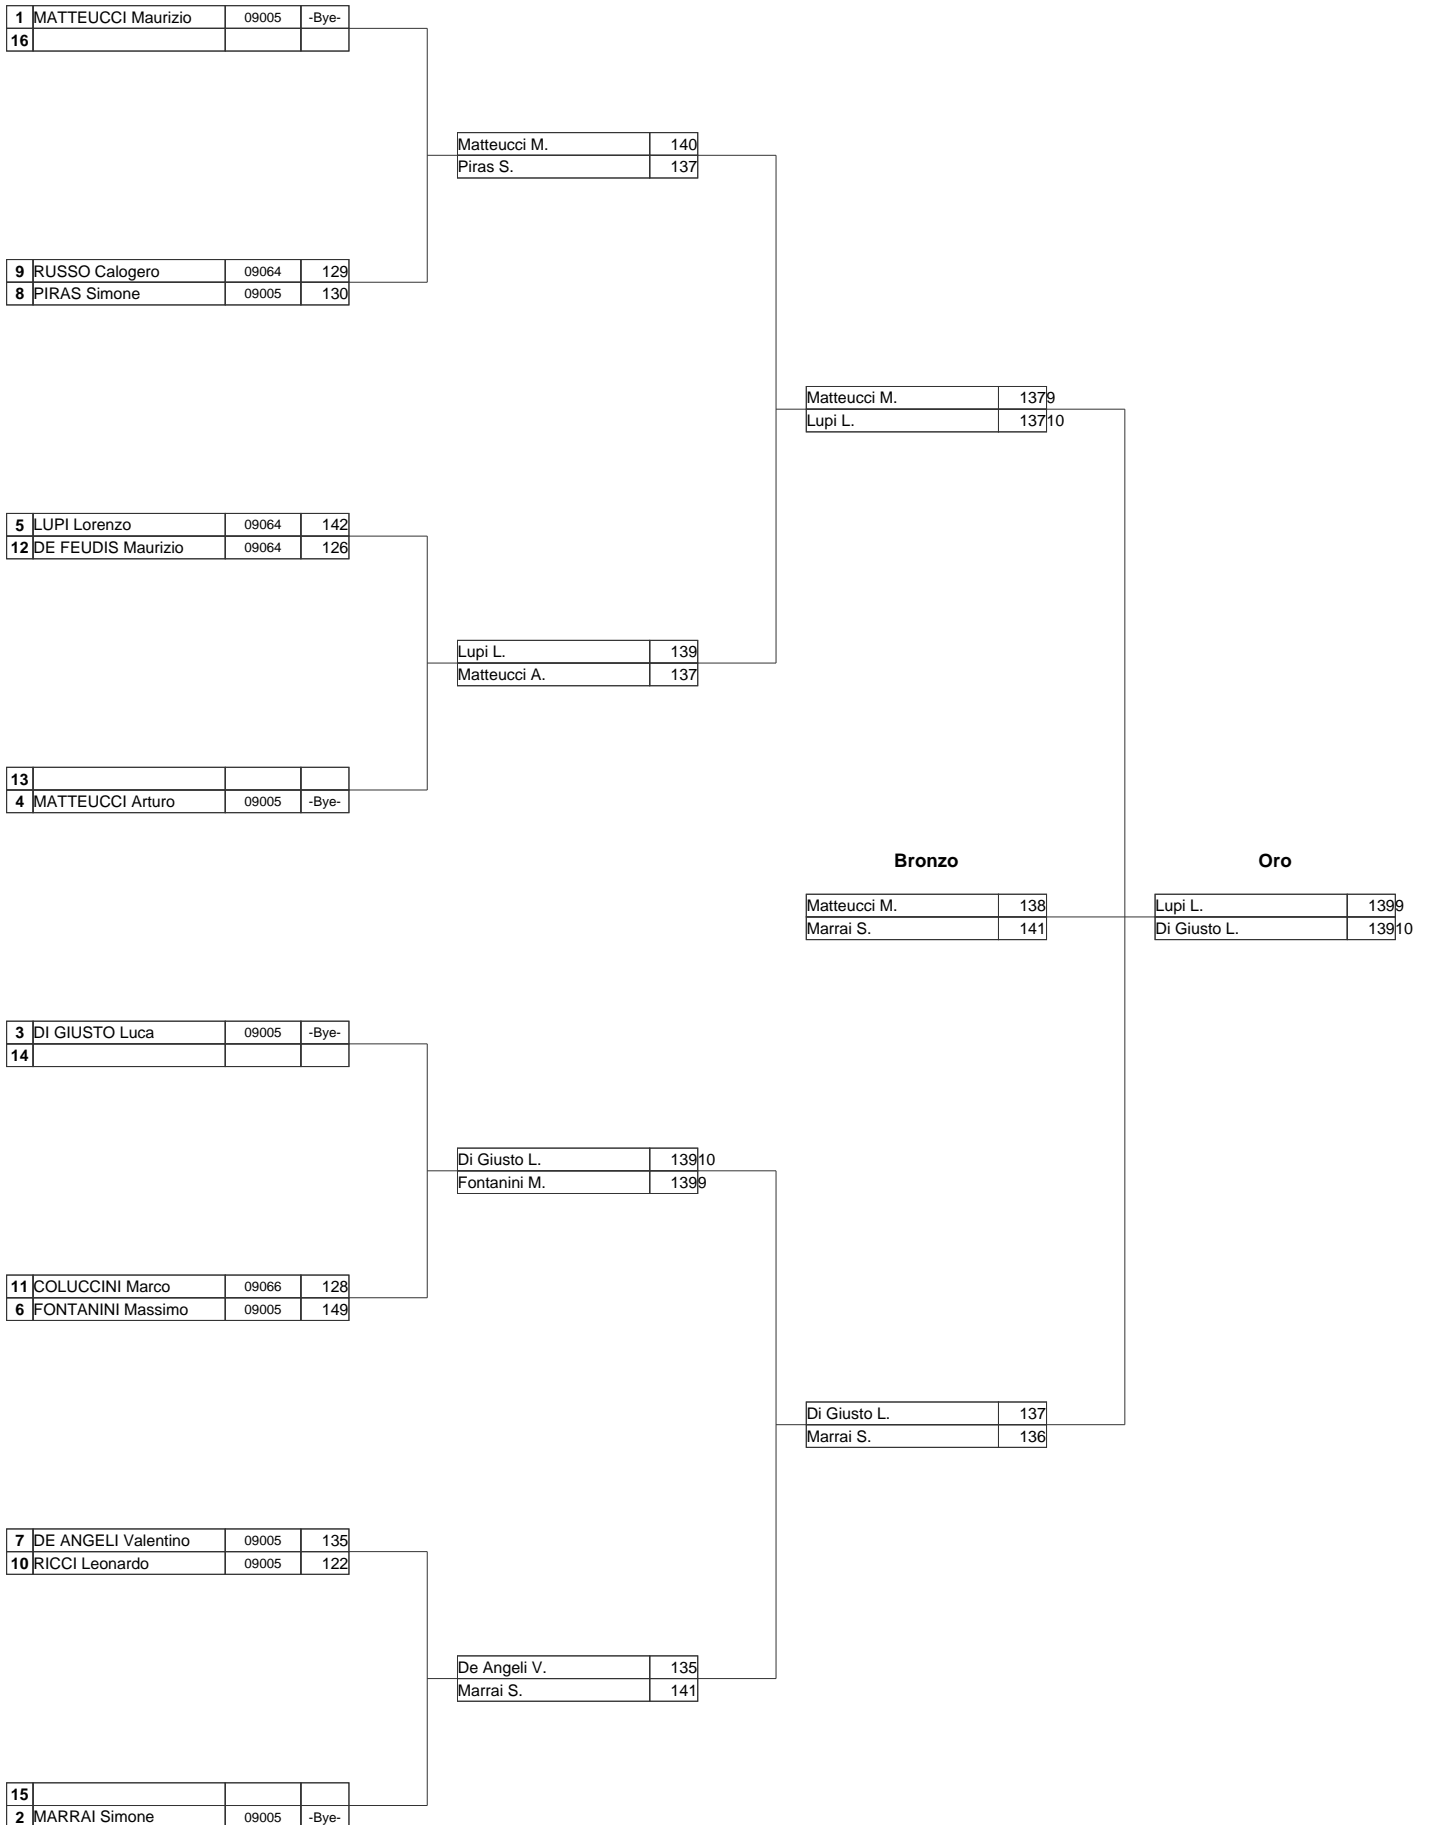 1 MATTEUCCI Maurizio 09005 -Bye-
16
Matteucci M. 140
Piras S. 137
9 RUSSO Calogero 09064 129
8 PIRAS Simone 09005 130
Matteucci M. 137 9
Lupi L. 137 10
5 LUPI Lorenzo 09064 142
12 DE FEUDIS Maurizio 09064 126
Lupi L. 139
Matteucci A. 137
13
4 MATTEUCCI Arturo 09005 -Bye-
Bronzo Oro
Matteucci M. 138 Lupi L. 139 9
Marrai S. 141 Di Giusto L. 139 10
3 DI GIUSTO Luca 09005 -Bye-
14
Di Giusto L. 139 10
Fontanini M. 139 9
11 COLUCCINI Marco 09066 128
6 FONTANINI Massimo 09005 149
Di Giusto L. 137
Marrai S. 136
7 DE ANGELI Valentino 09005 135
10 RICCI Leonardo 09005 122
De Angeli V. 135
Marrai S. 141
15
2 MARRAI Simone 09005 -Bye-